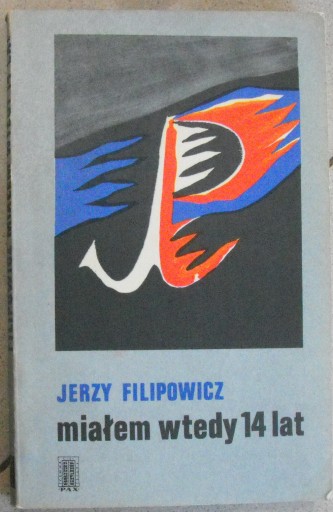 JERZY FILIPOWICZ
miałem wtedy 14 lat
PAX